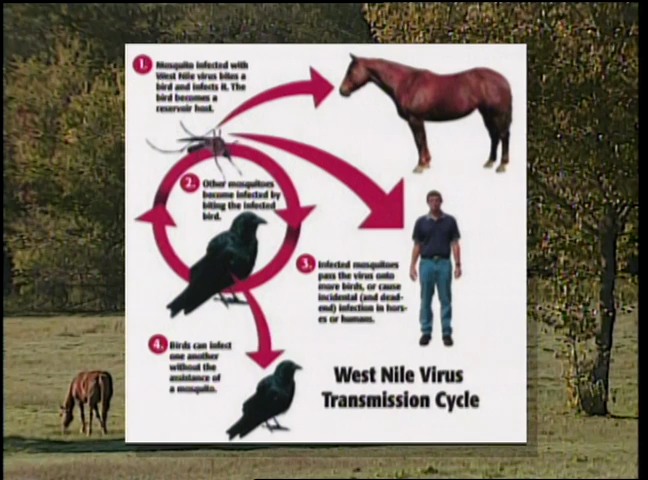 1. Mosquito infected with
West Nile virus bites a
bird and infects it. The
bird becomes a
reservoir host.
2. Other mosquitoes
become infected by
biting the infected
bird.
3. Infected mosquitoes
pass the virus onto
more birds, or cause
incidental (and dead-
end) infection in hors-
es or humans.
4. Birds can infect
one another
without the
assistance of
a mosquito.
West Nile Virus
Transmission Cycle